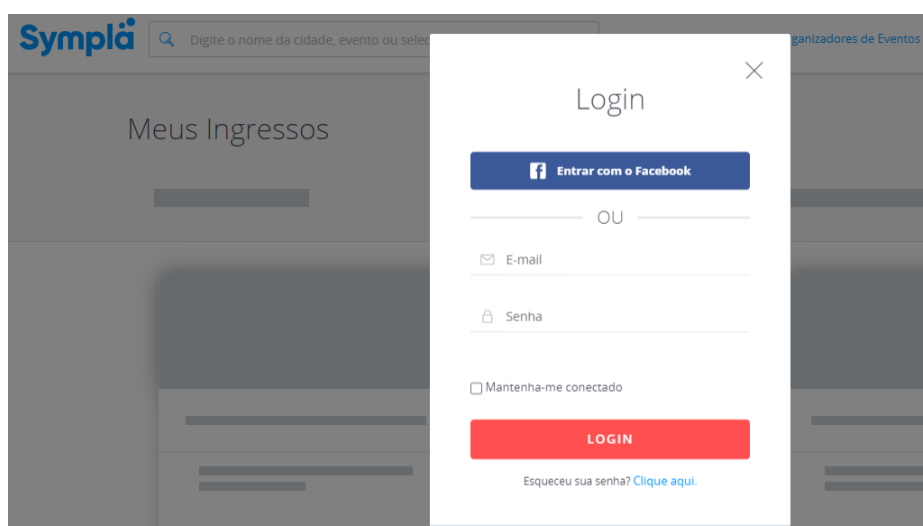 Symplä
Digite o nome da cidade, evento ou selec
ganizadores de Eventos
Meus Ingressos
Login
Entrar com o Facebook
OU
E-mail
Senha
Mantenha-me conectado
LOGIN
Esqueceu sua senha? Clique aqui.